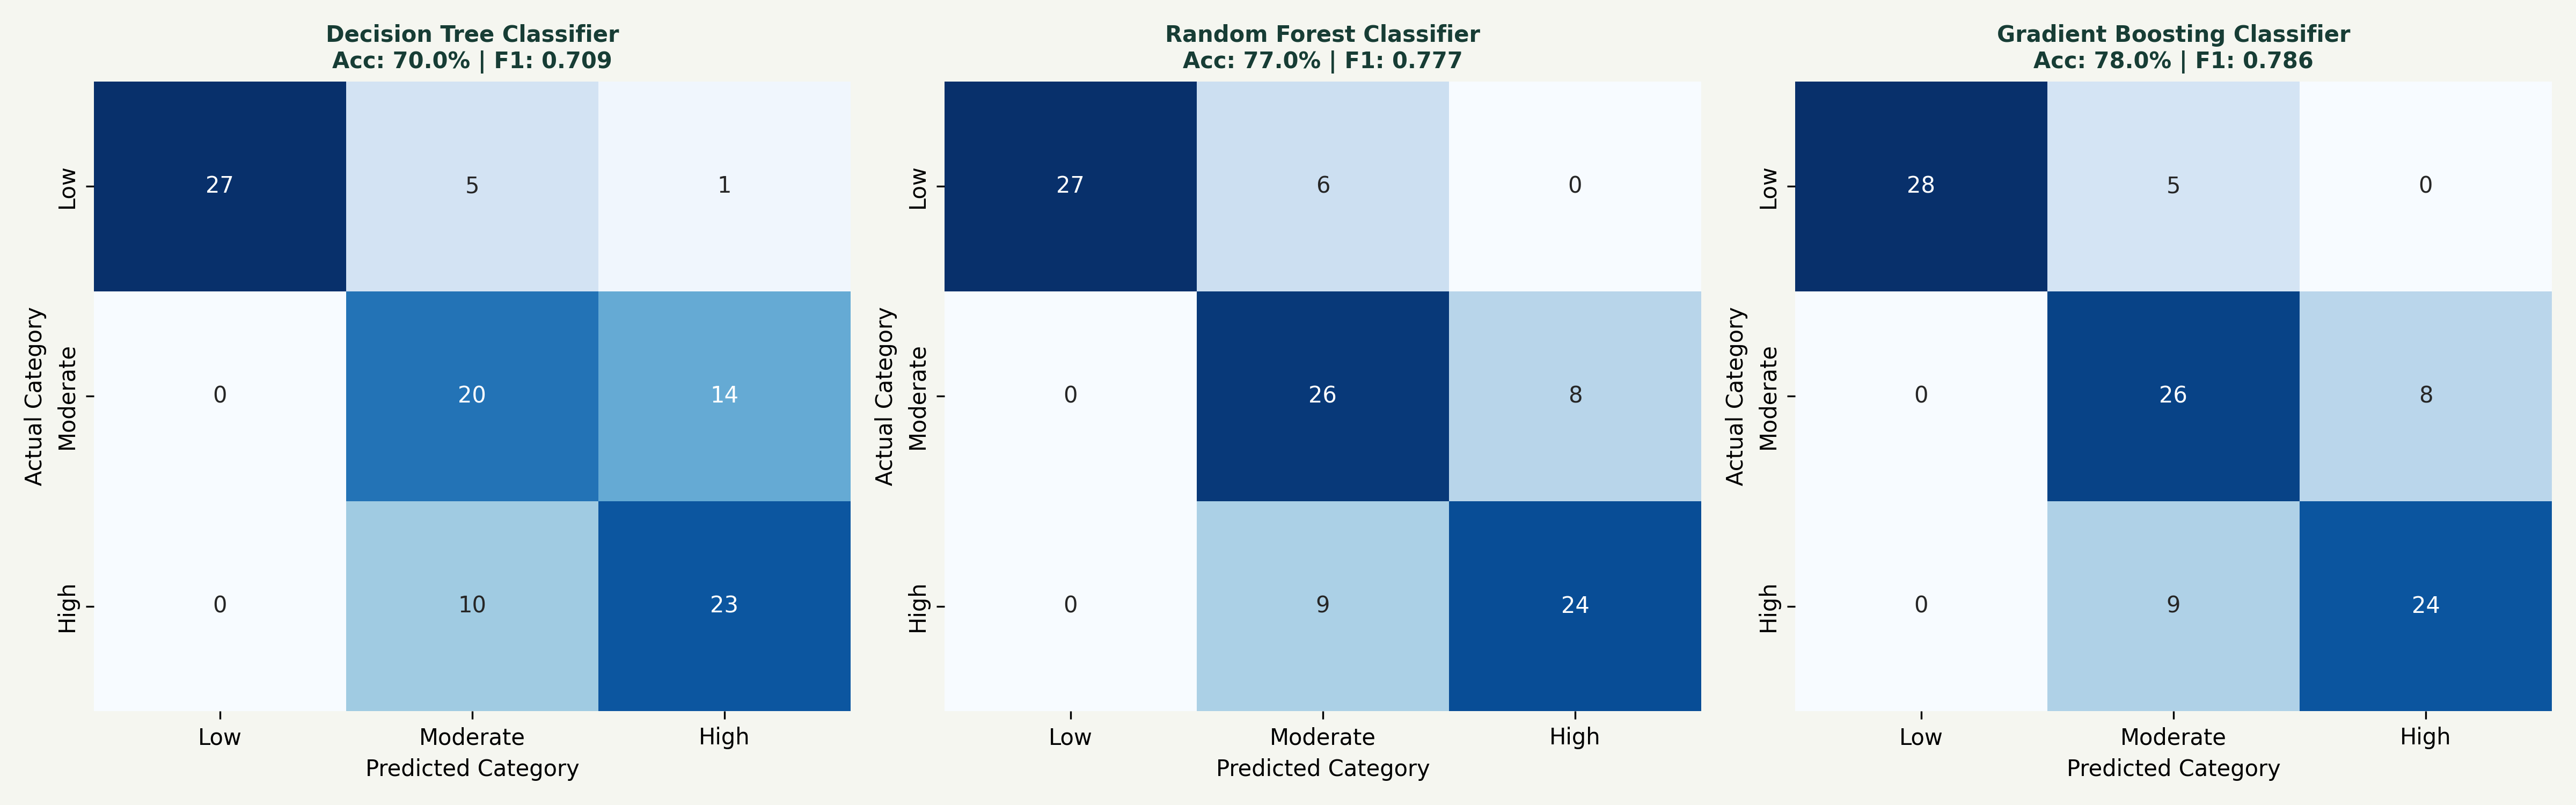 Decision Tree Classifier
Acc: 70.0% | F1: 0.709
Actual Category
Low
27 5 1
Moderate
0 20 14
High
0 10 23
Low Moderate High
Predicted Category
Random Forest Classifier
Acc: 77.0% | F1: 0.777
Actual Category
Low
27 6 0
Moderate
0 26 8
High
0 9 24
Low Moderate High
Predicted Category
Gradient Boosting Classifier
Acc: 78.0% | F1: 0.786
Actual Category
Low
28 5 0
Moderate
0 26 8
High
0 9 24
Low Moderate High
Predicted Category